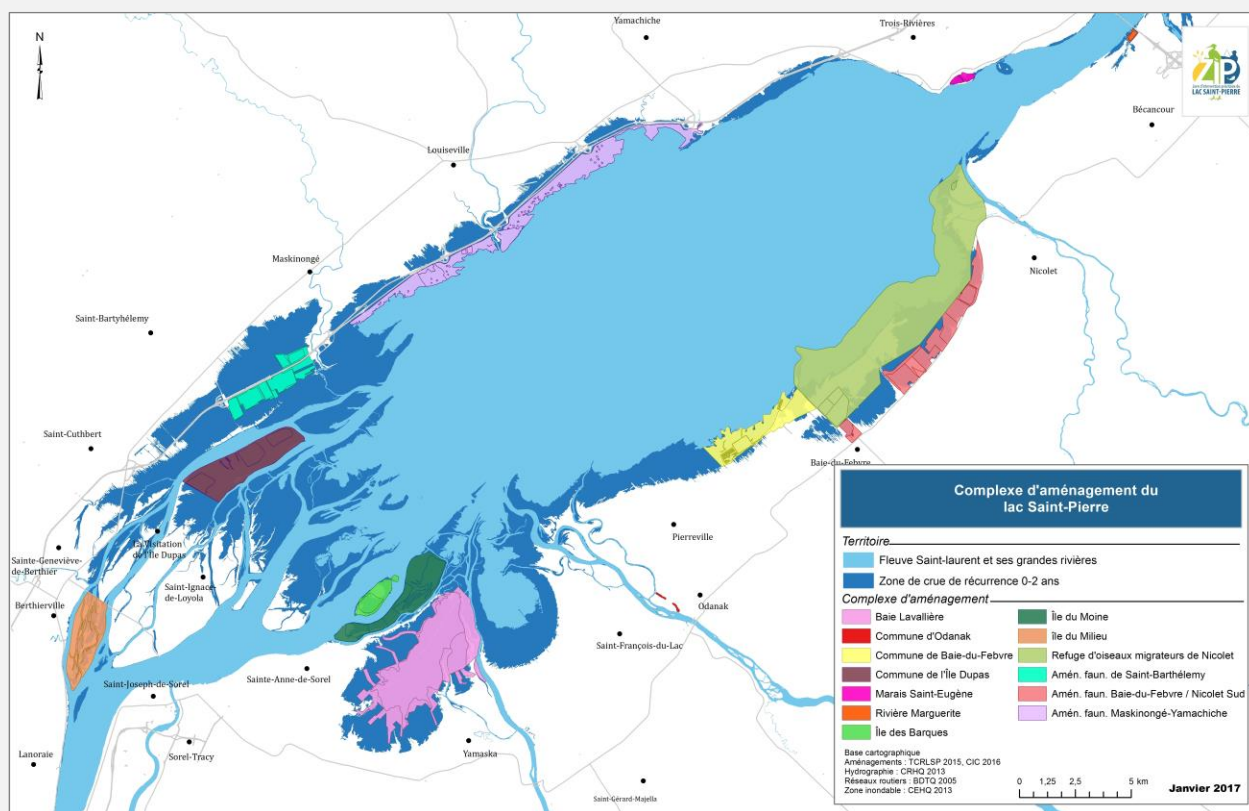 N
Yamachiche
Trois-Rivières
ZIP
LAC SAINT-PIERRE
Bécancour
Louiseville
Maskinongé
Nicolet
Saint-Bartyhélemy
Saint-Cuthbert
Baie-du-Febvre
Pierreville
La Visitation
de l'Île Dupas
Sainte-Geneviève-
de-Berthier
Saint-Ignace-
de-Loyola
Berthierville
Odanak
Saint-François-du-Lac
Sainte-Anne-de-Sorel
Saint-Joseph-de-Sorel
Sorel-Tracy
Yamaska
Lanoraie
Saint-Gérard-Majella
Complexe d'aménagement du
lac Saint-Pierre
Territoire
Fleuve Saint-laurent et ses grandes rivières
Zone de crue de récurrence 0-2 ans
Complexe d'aménagement
Baie Lavallière
Commune d'Odanak
Commune de Baie-du-Febvre
Commune de l'Île Dupas
Marais Saint-Eugène
Rivière Marguerite
Île des Barques
Île du Moine
île du Milieu
Refuge d'oiseaux migrateurs de Nicolet
Amén. faun. de Saint-Barthélemy
Amén. faun. Baie-du-Febvre / Nicolet Sud
Amén. faun. Maskinongé-Yamachiche
Base cartographique
Aménagements : TCRLSP 2015, CIC 2016
Hydrographie : CRHQ 2013
Réseaux routiers : BDTQ 2005
Zone inondable : CEHQ 2013
0 1,25 2,5 5 km
Janvier 2017